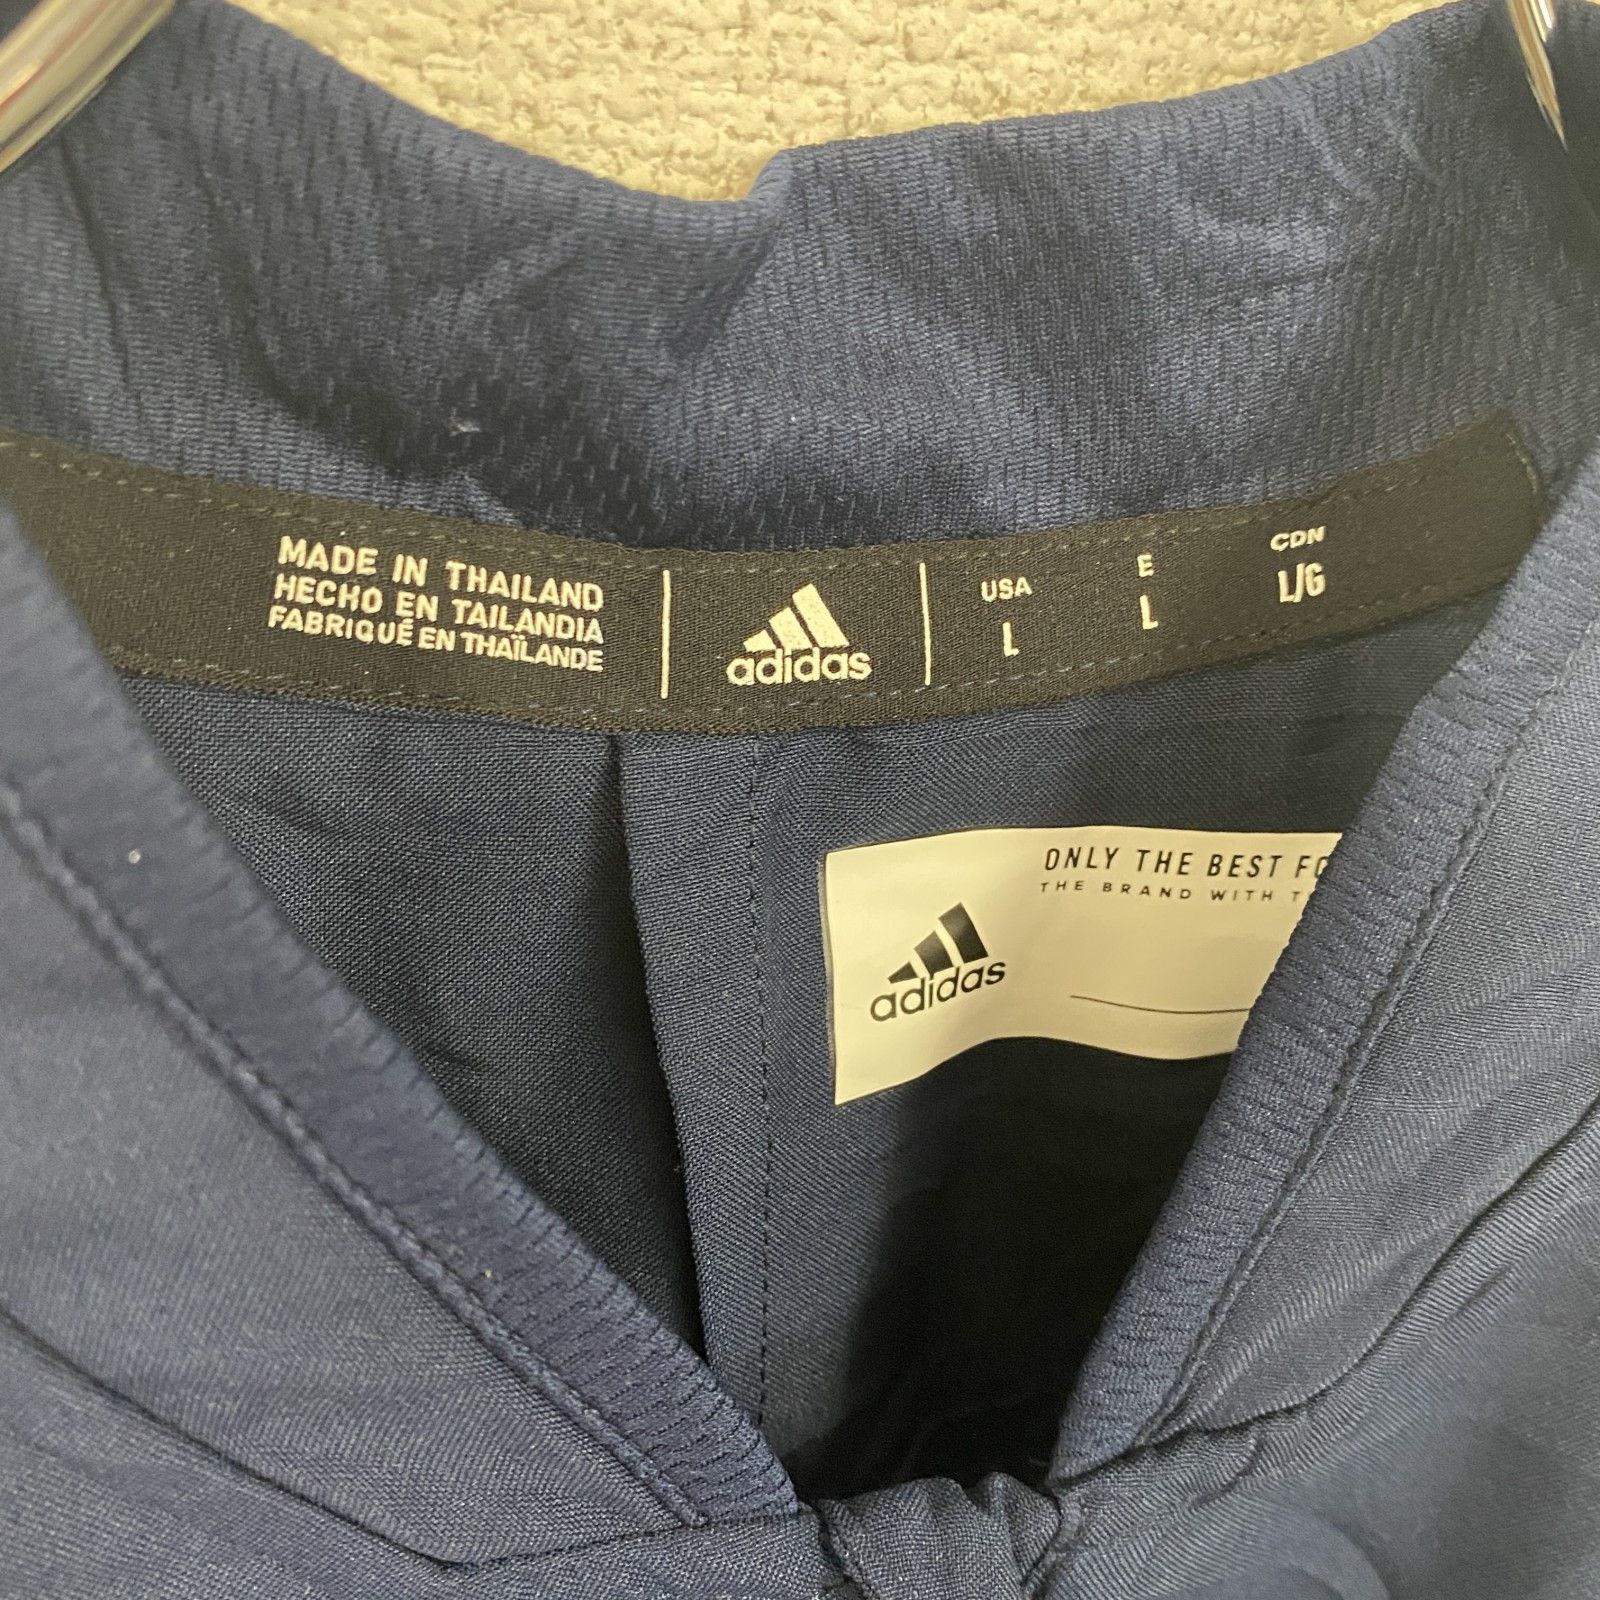 MADE IN THAILAND
HECHO EN TAILANDIA
FABRIQUÉ EN THAÏLANDE
adidas
USA
L
E
L
CDN
L/G
ONLY THE BEST
THE BRAND WITH
adidas